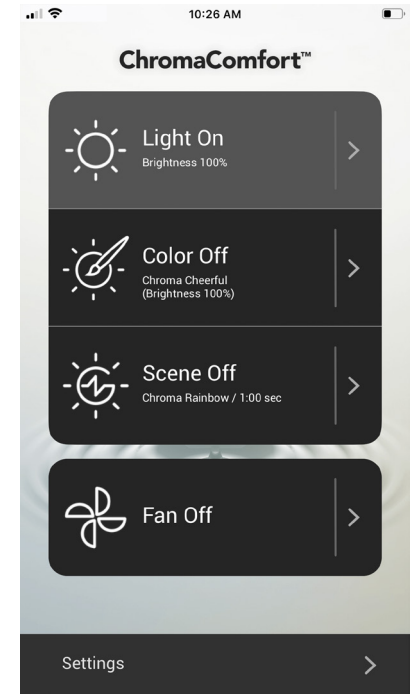 10:26 AM
ChromaComfort™
Light On
Brightness 100%
Color Off
Chroma Cheerful
(Brightness 100%)
Scene Off
Chroma Rainbow / 1:00 sec
Fan Off
Settings